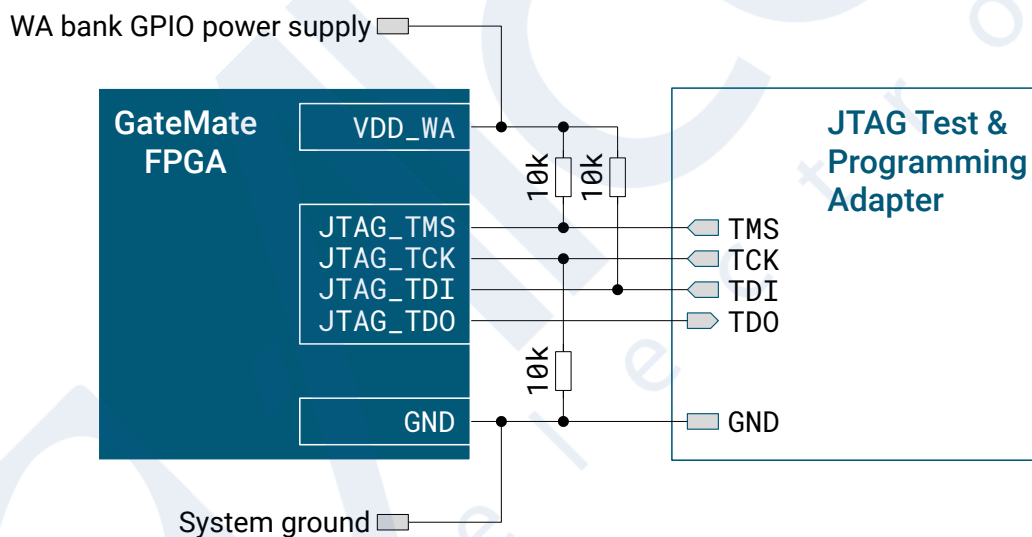 WA bank GPIO power supply
GateMate
FPGA
VDD_WA
10k
10k
JTAG Test &
Programming
Adapter
JTAG_TMS
TMS
JTAG_TCK
TCK
JTAG_TDI
TDI
JTAG_TDO
TDO
10k
GND
GND
System ground